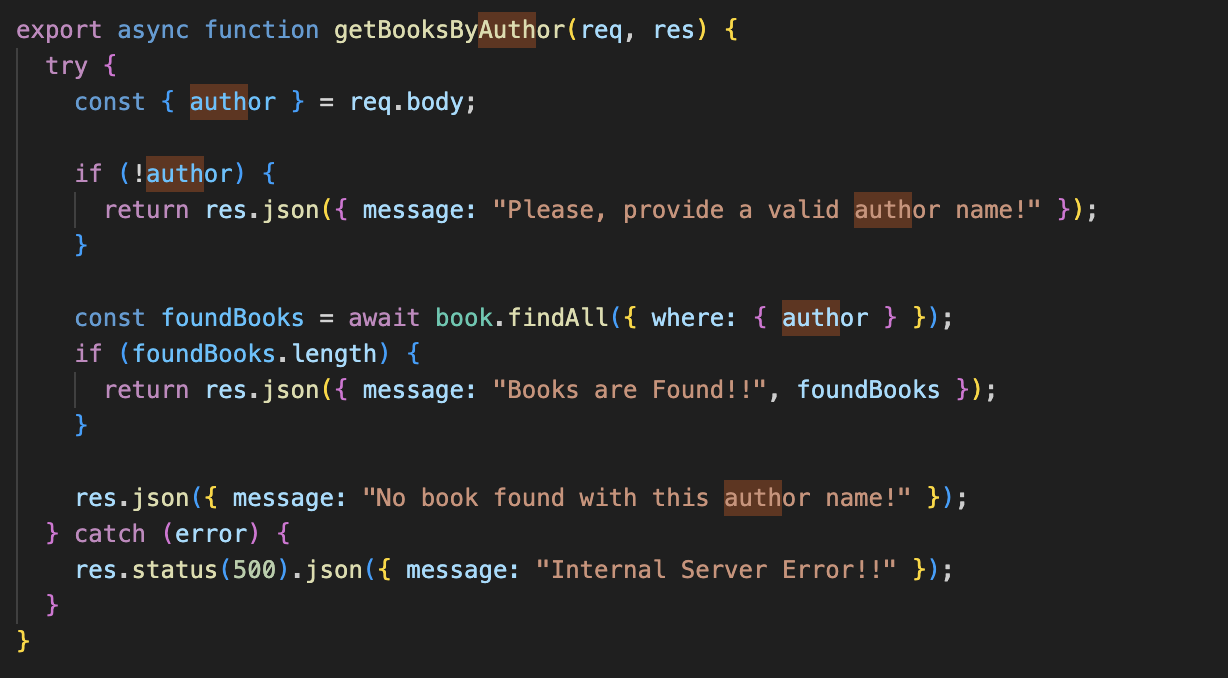 export async function getBooksByAuthor(req, res) {
  try {
    const { author } = req.body;

    if (!author) {
      return res.json({ message: "Please, provide a valid author name!" });
    }

    const foundBooks = await book.findAll({ where: { author } });
    if (foundBooks.length) {
      return res.json({ message: "Books are Found!!", foundBooks });
    }

    res.json({ message: "No book found with this author name!" });
  } catch (error) {
    res.status(500).json({ message: "Internal Server Error!!" });
  }
}